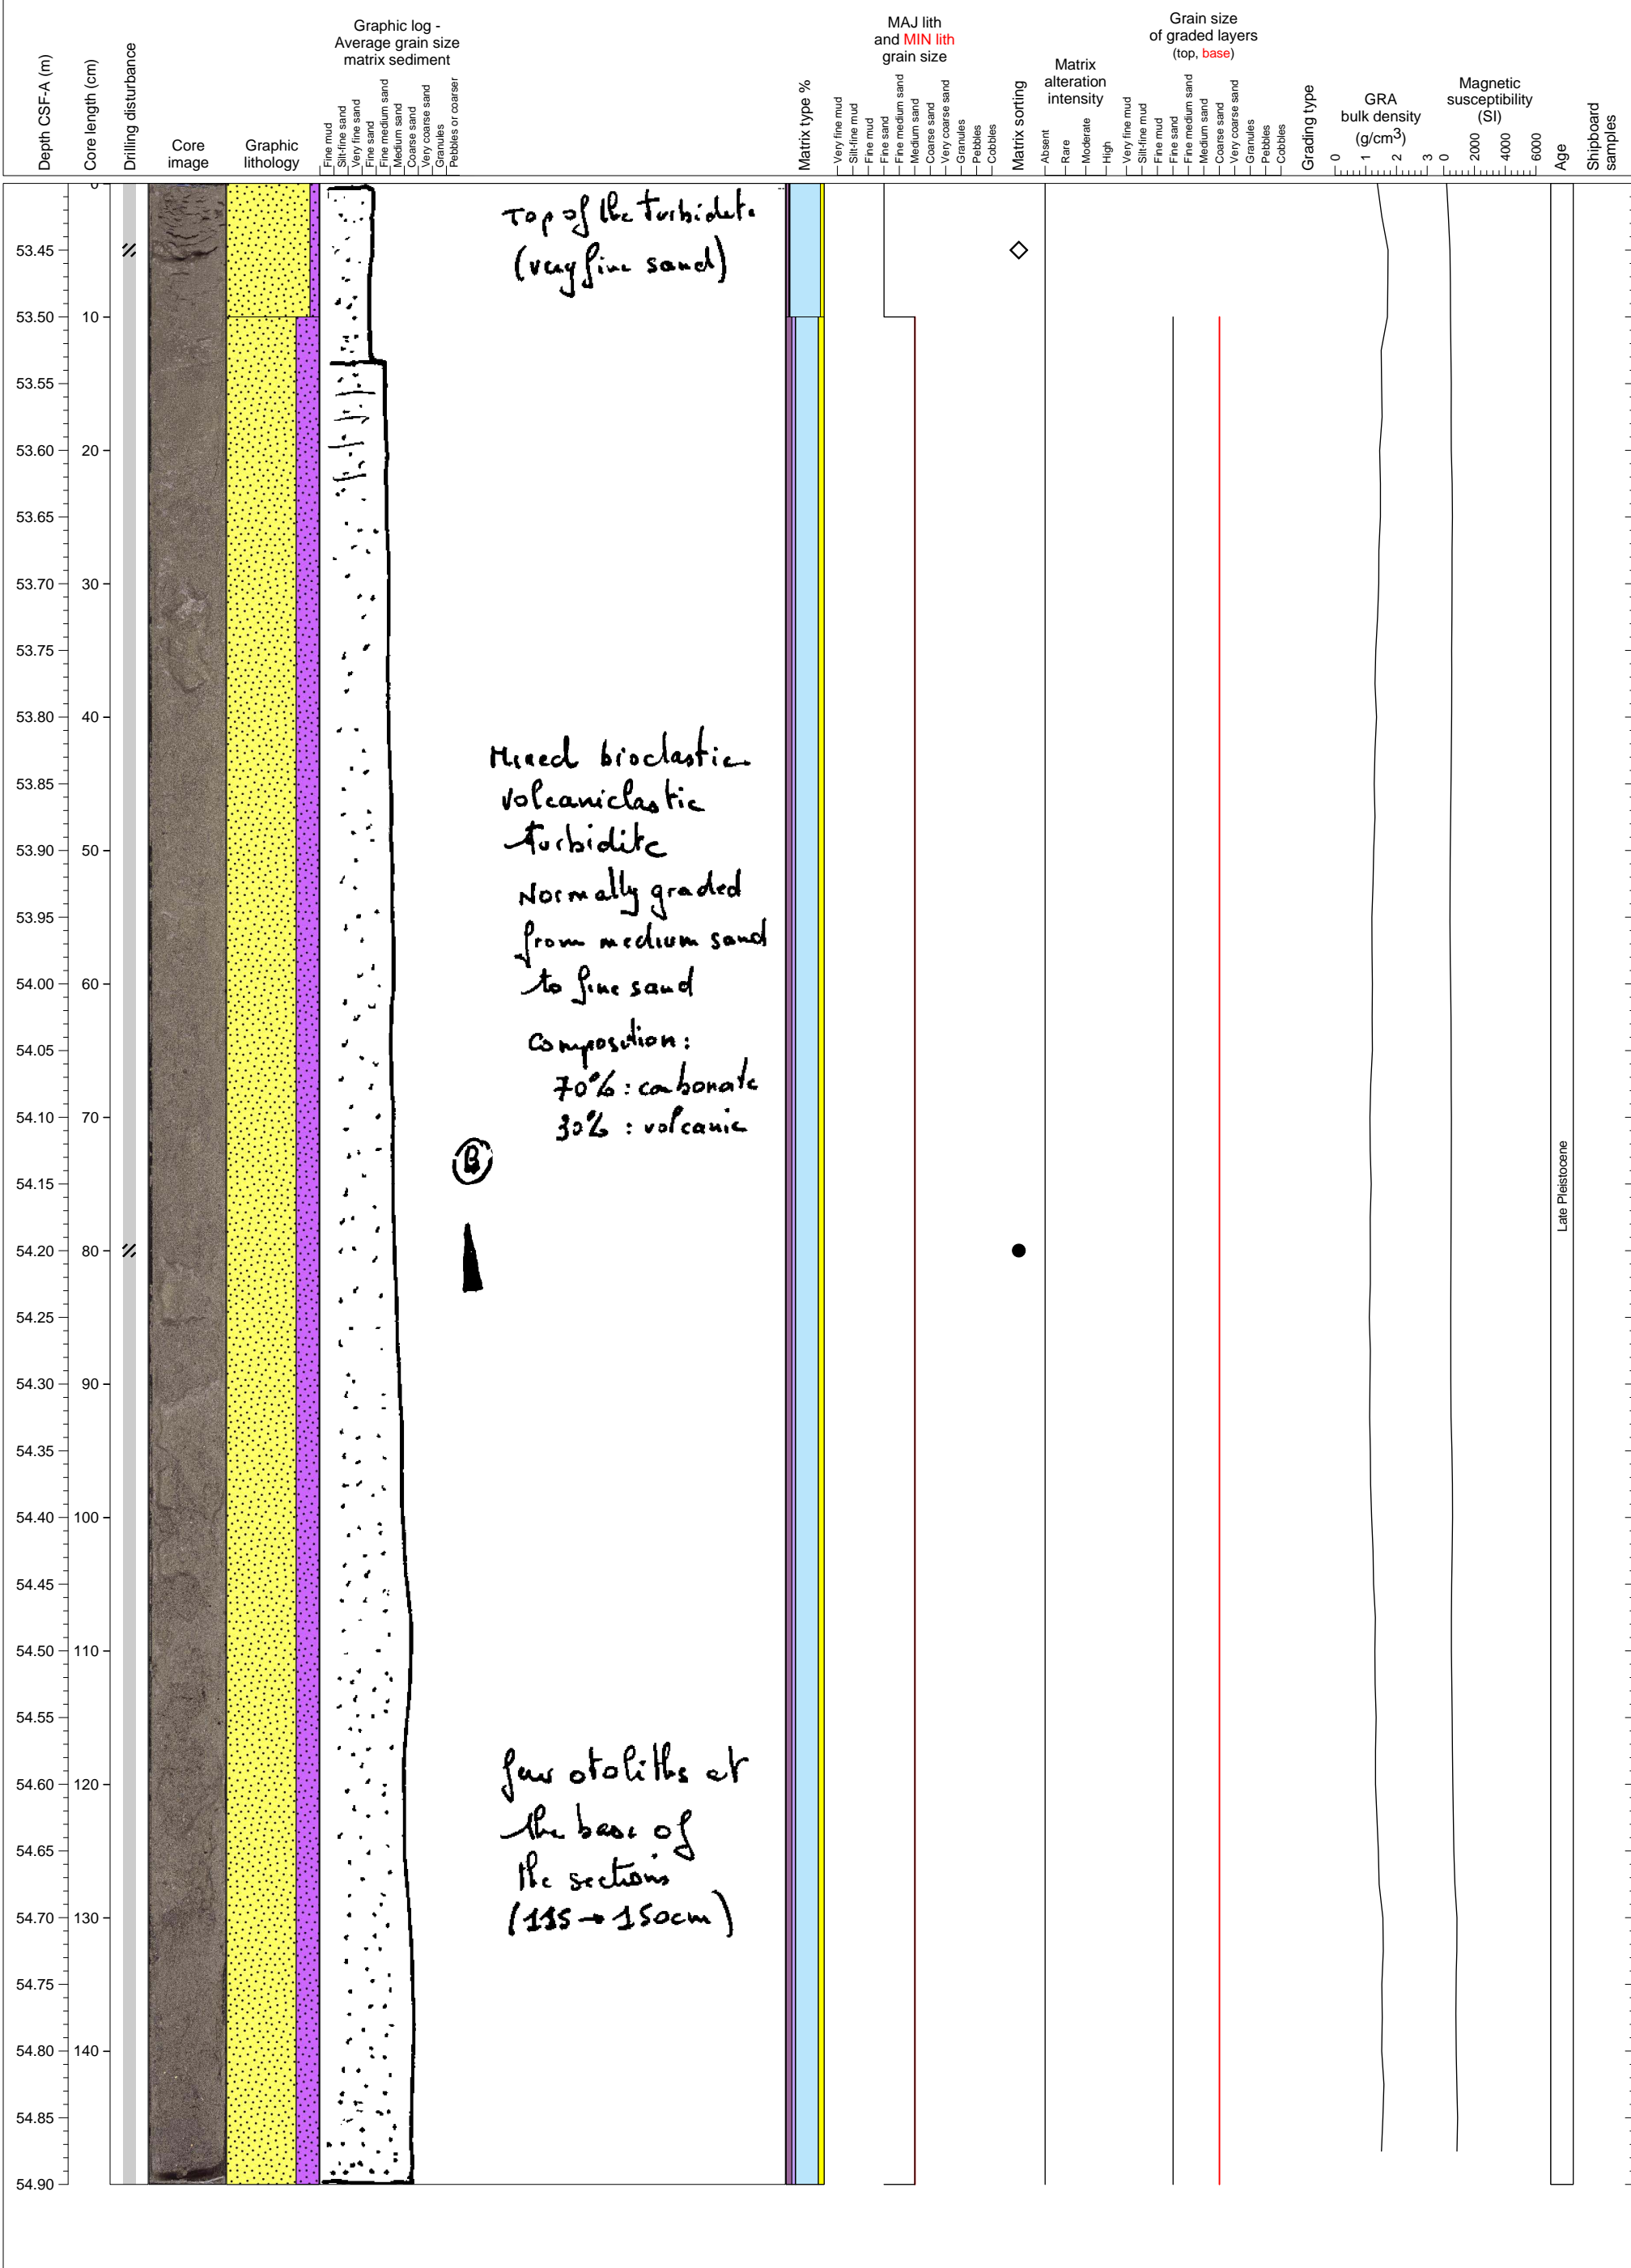 Graphic log -
Average grain size
matrix sediment
MAJ lith
and MIN lith
grain size
Grain size
of graded layers
(top, base)
Matrix
alteration
intensity
GRA
bulk density
(g/cm3)
Magnetic
susceptibility
(SI)
Depth CSF-A (m)
Core length (cm)
Drilling disturbance
Core
image
Graphic
lithology
Fine mud
Silt-fine sand
Very fine sand
Fine sand
Fine medium sand
Medium sand
Coarse sand
Very coarse sand
Granules
Pebbles or coarser
Matrix type %
Very fine mud
Silt-fine mud
Fine mud
Fine sand
Fine medium sand
Medium sand
Coarse sand
Very coarse sand
Granules
Pebbles
Cobbles
Matrix sorting
Absent
Rare
Moderate
High
Very fine mud
Silt-fine mud
Fine mud
Fine sand
Fine medium sand
Medium sand
Coarse sand
Very coarse sand
Granules
Pebbles
Cobbles
Grading type
0 1 2 3
0 2000 4000 6000
Age
Shipboard
samples
0
53.45
53.50 10
53.55
53.60 20
53.65
53.70 30
53.75
53.80 40
53.85
53.90 50
53.95
54.00 60
54.05
54.10 70
54.15
54.20 80
54.25
54.30 90
54.35
54.40 100
54.45
54.50 110
54.55
54.60 120
54.65
54.70 130
54.75
54.80 140
54.85
54.90
Top of the turbidite
(very fine sand)
Mixed bioclastic
volcaniclastic
turbidite
Normally graded
from medium sand
to fine sand
Composition:
70% : carbonate
30% : volcanic
B
few otoliths at
the base of
the sections
(115 → 150cm)
Late Pleistocene